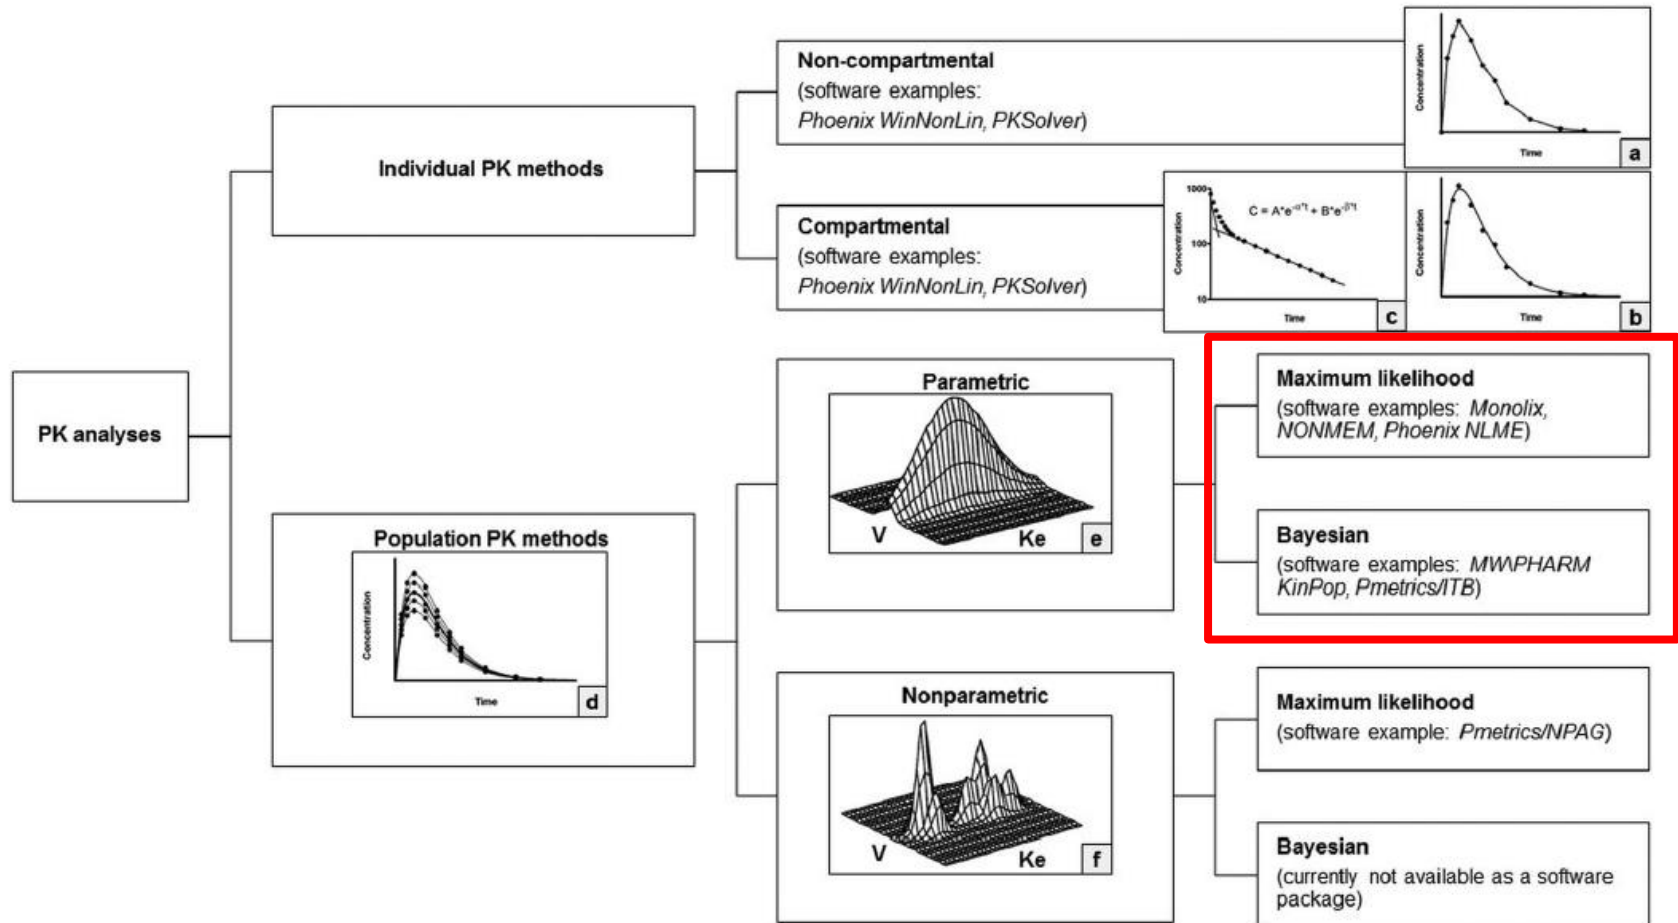 PK analyses
Individual PK methods
Non-compartmental
(software examples:
Phoenix WinNonLin, PKSolver)
Concentration
Time
a
Compartmental
(software examples:
Phoenix WinNonLin, PKSolver)
1000
100
10
Concentration
C = A*e-α*t + B*e-β*t
Time
c
Concentration
Time
b
Population PK methods
Concentration
Time
d
Parametric
V
Ke
e
Maximum likelihood
(software examples: Monolix,
NONMEM, Phoenix NLME)
Bayesian
(software examples: MW\PHARM
KinPop, Pmetrics/ITB)
Nonparametric
V
Ke
f
Maximum likelihood
(software example: Pmetrics/NPAG)
Bayesian
(currently not available as a software
package)